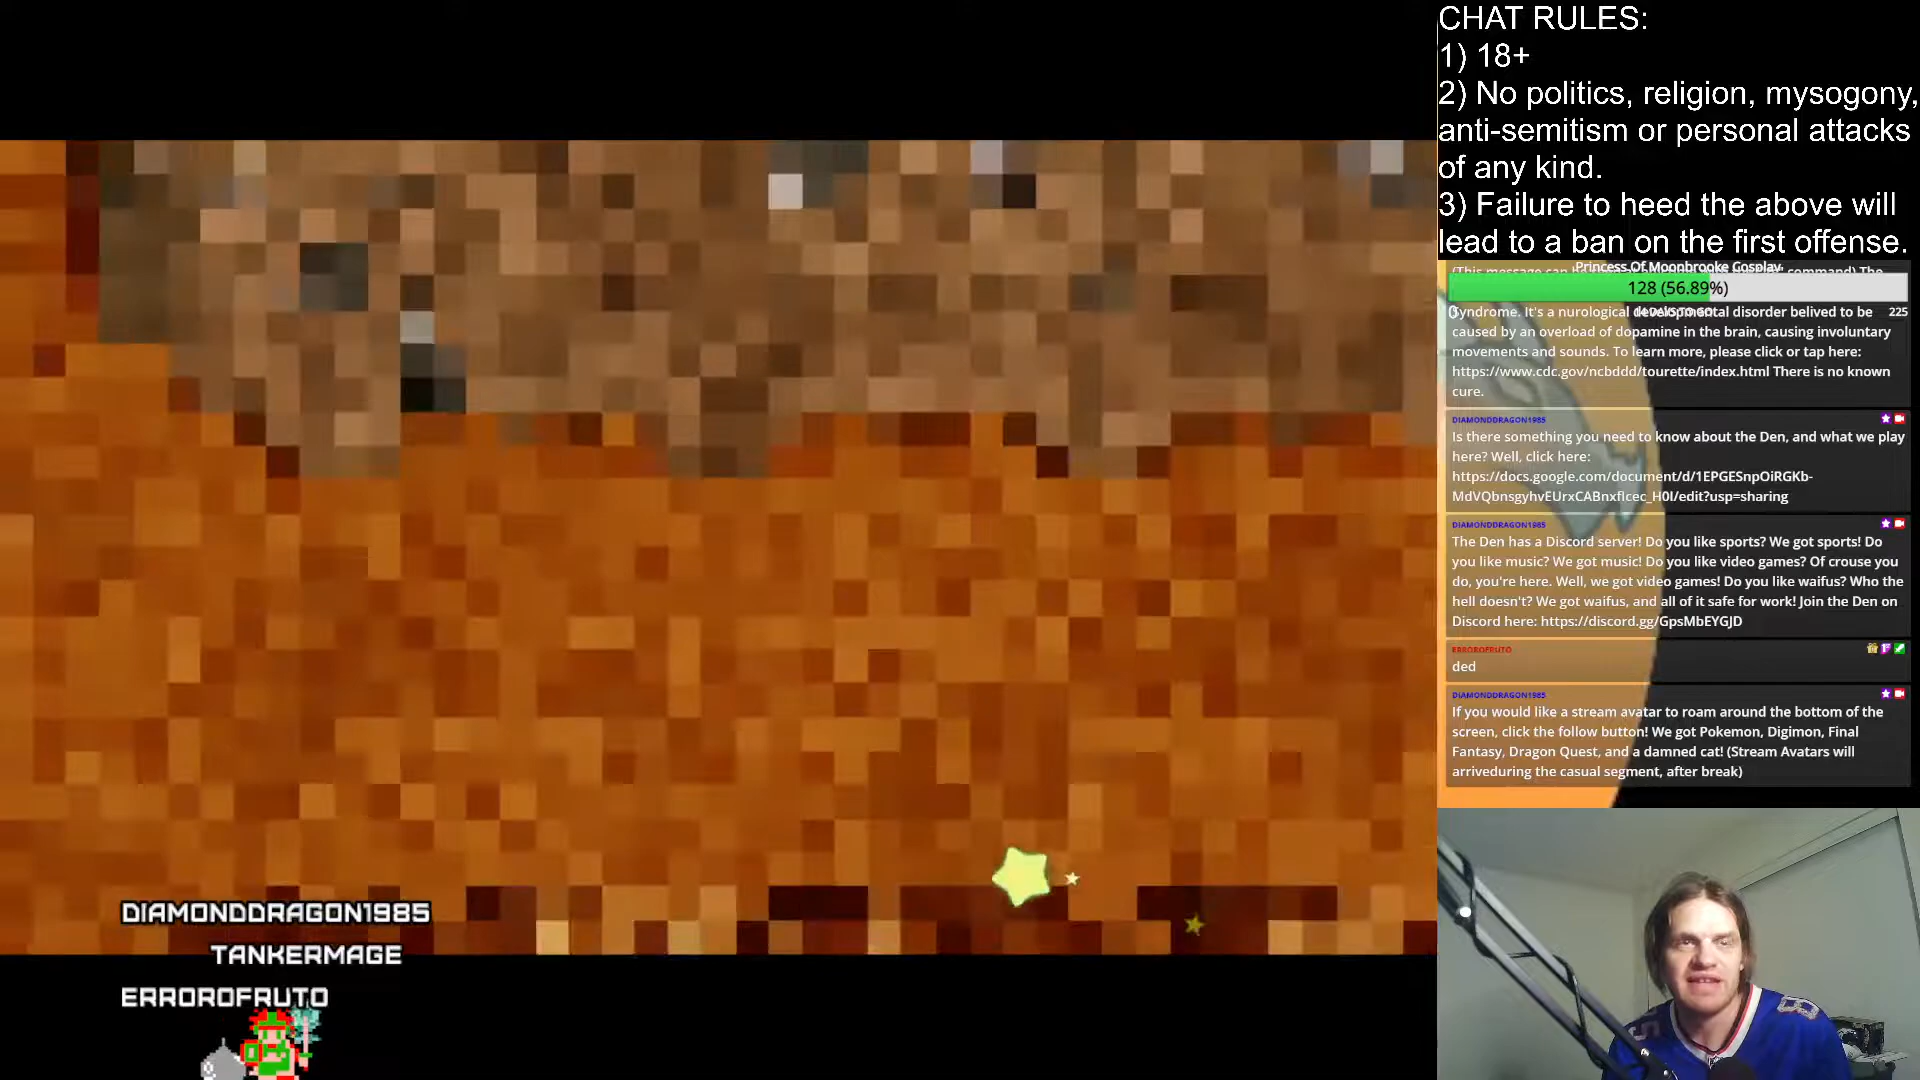 CHAT RULES:
1) 18+
2) No politics, religion, mysogony,
anti-semitism or personal attacks
of any kind.
3) Failure to heed the above will
lead to a ban on the first offense.
Princess Of Moonbrooke Cosplay
128 (56.89%)
0
225
Syndrome. It's a nurological developmental disorder belived to be
caused by an overload of dopamine in the brain, causing involuntary
movements and sounds. To learn more, please click or tap here:
https://www.cdc.gov/ncbddd/tourette/index.html There is no known
cure.
DIAMONDDRAGON1985
Is there something you need to know about the Den, and what we play
here? Well, click here:
https://docs.google.com/document/d/1EPGESnpOiRGKb-
MdVQbnsgyhvEUrxCABnxflcec_H0I/edit?usp=sharing
DIAMONDDRAGON1985
The Den has a Discord server! Do you like sports? We got sports! Do
you like music? We got music! Do you like video games? Of crouse you
do, you're here. Well, we got video games! Do you like waifus? Who the
hell doesn't? We got waifus, and all of it safe for work! Join the Den on
Discord here: https://discord.gg/GpsMbEYGJD
ERROROFRUTO
ded
DIAMONDDRAGON1985
If you would like a stream avatar to roam around the bottom of the
screen, click the follow button! We got Pokemon, Digimon, Final
Fantasy, Dragon Quest, and a damned cat! (Stream Avatars will
arriveduring the casual segment, after break)
DIAMONDDRAGON1985
TANKERMAGE
ERROROFRUTO